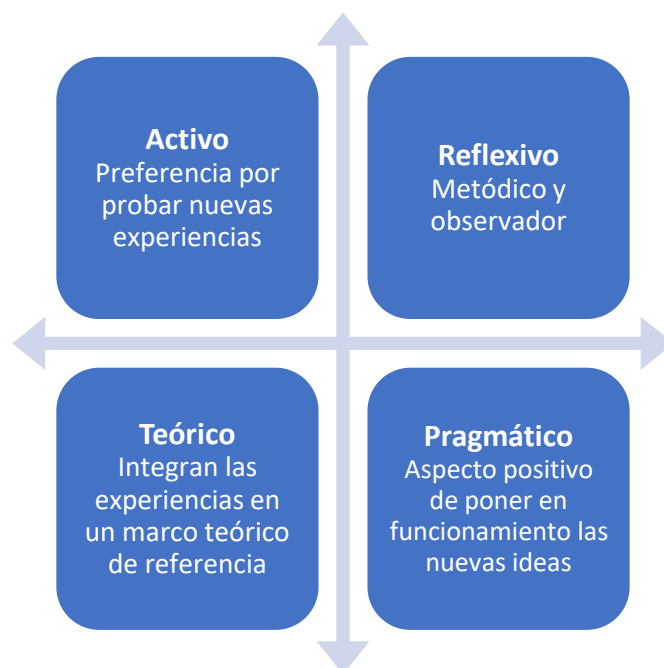 Activo
Preferencia por
probar nuevas
experiencias
Reflexivo
Metódico y
observador
Teórico
Integran las
experiencias en
un marco teórico
de referencia
Pragmático
Aspecto positivo
de poner en
funcionamiento las
nuevas ideas